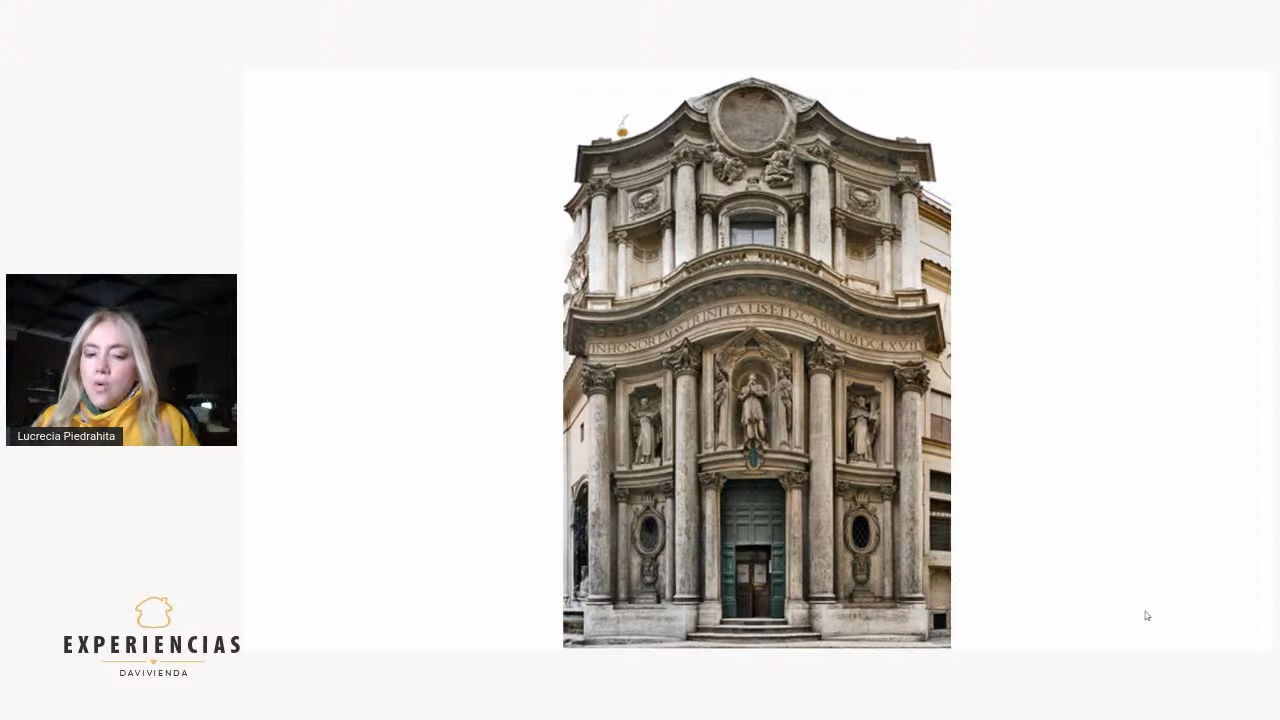 IN HONOREM SS TRINITATIS ET D CAROLI MDCLXVII
Lucrecia Piedrahita
EXPERIENCIAS
DAVIVIENDA